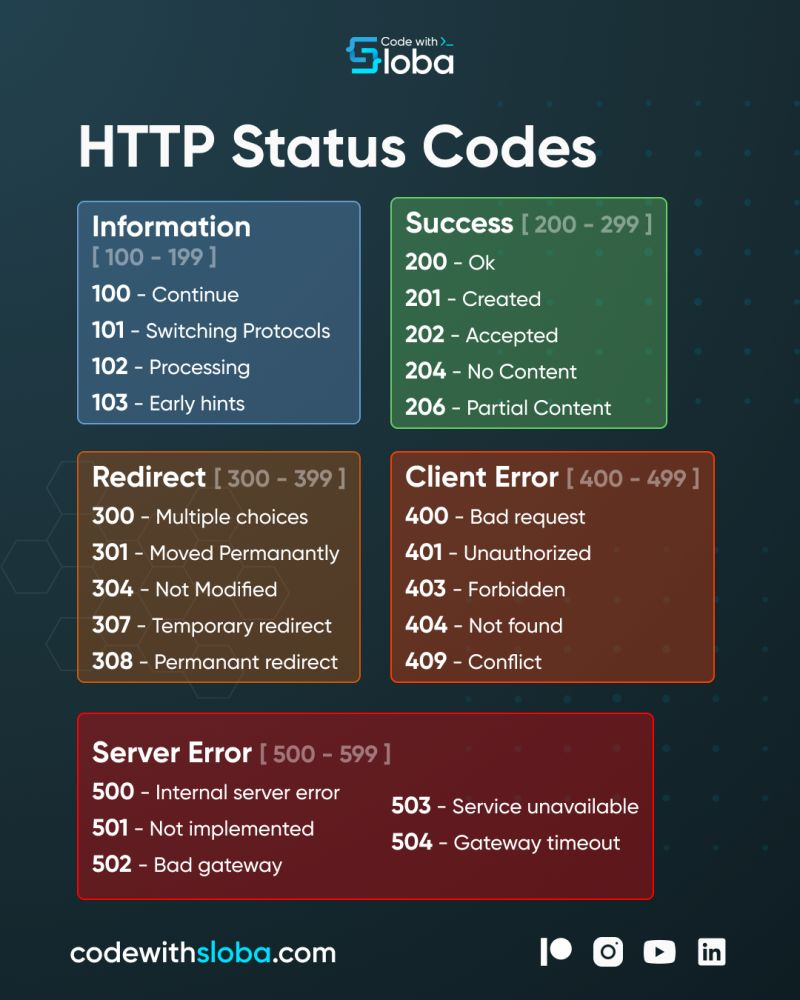 Code with >_
Sloba
HTTP Status Codes
Information
[ 100 - 199 ]
100 - Continue
101 - Switching Protocols
102 - Processing
103 - Early hints
Success [ 200 - 299 ]
200 - Ok
201 - Created
202 - Accepted
204 - No Content
206 - Partial Content
Redirect [ 300 - 399 ]
300 - Multiple choices
301 - Moved Permanantly
304 - Not Modified
307 - Temporary redirect
308 - Permanant redirect
Client Error [ 400 - 499 ]
400 - Bad request
401 - Unauthorized
403 - Forbidden
404 - Not found
409 - Conflict
Server Error [ 500 - 599 ]
500 - Internal server error
501 - Not implemented
502 - Bad gateway
503 - Service unavailable
504 - Gateway timeout
codewithsloba.com
in